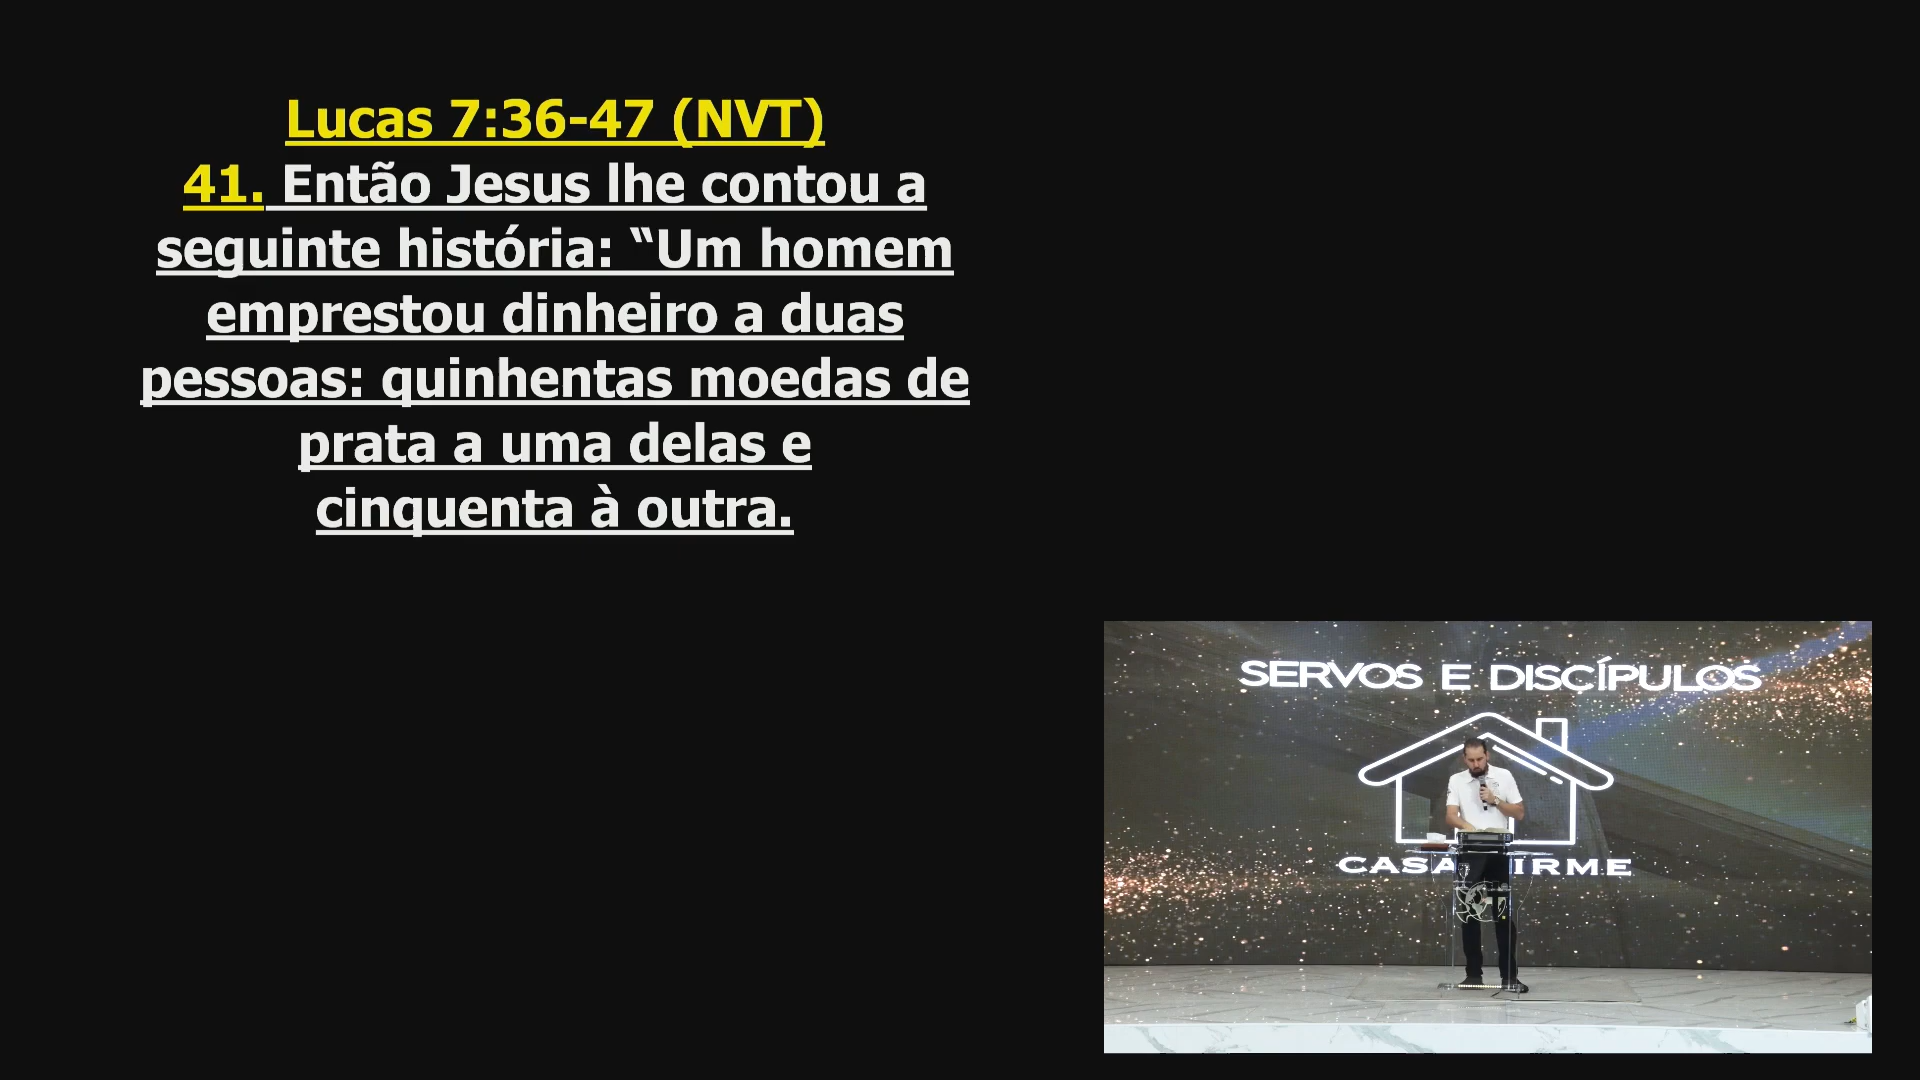 Lucas 7:36-47 (NVT)
41. Então Jesus lhe contou a
seguinte história: “Um homem
emprestou dinheiro a duas
pessoas: quinhentas moedas de
prata a uma delas e
cinquenta à outra.
SERVOS E DISCÍPULOS
CASA IRME